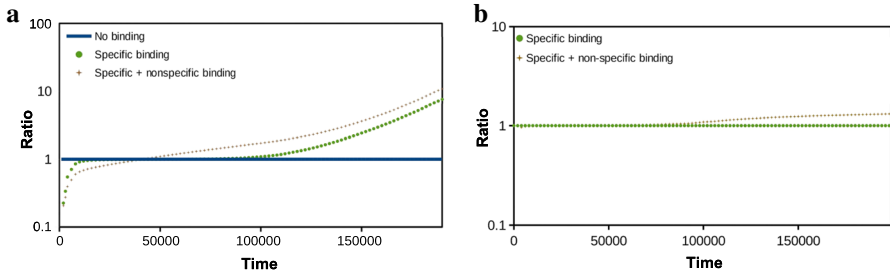 a
100
10
1
0.1
Ratio
No binding
Specific binding
Specific + nonspecific binding
0
50000
100000
150000
Time
b
10
1
0.1
Ratio
Specific binding
Specific + non-specific binding
0
50000
100000
150000
Time